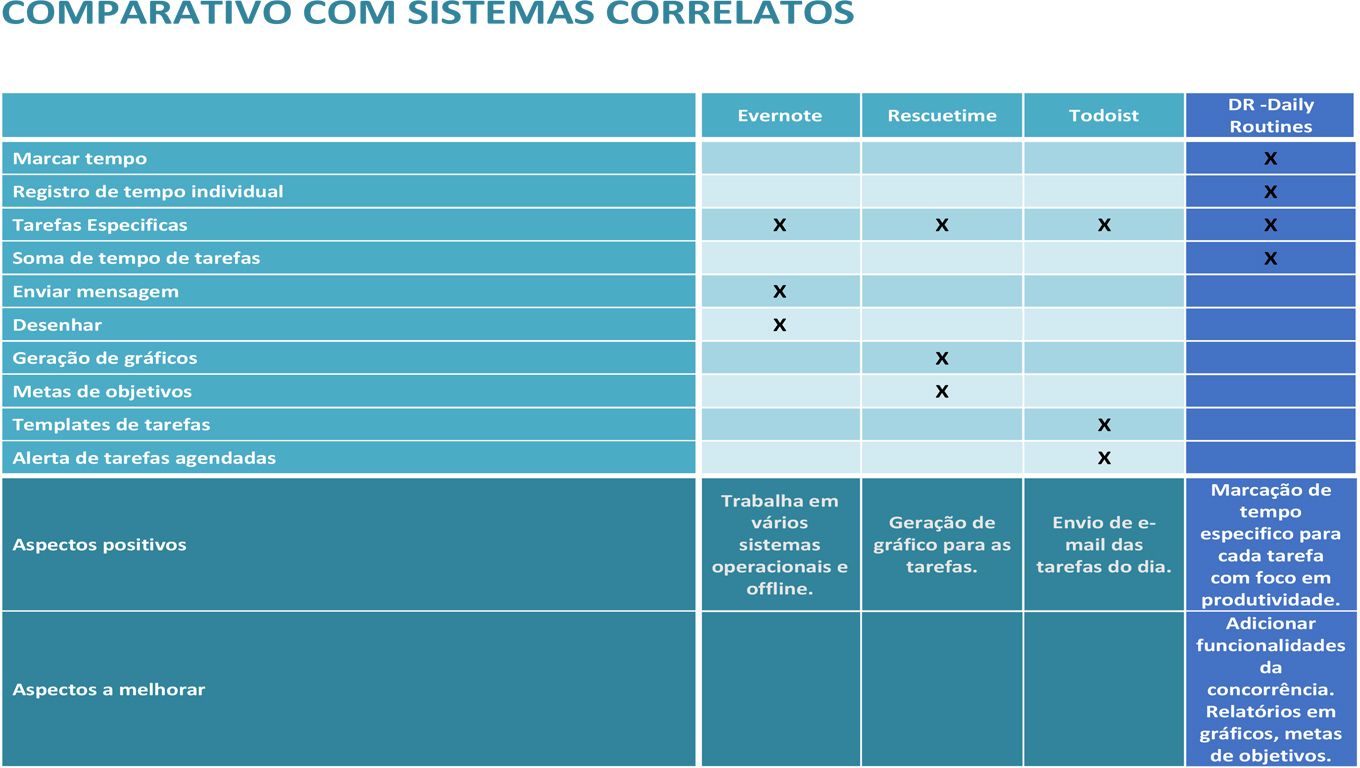 COMPARATIVO COM SISTEMAS CORRELATOS
Evernote
Rescuetime
Todoist
DR -Daily
Routines
Marcar tempo
X
Registro de tempo individual
X
Tarefas Especificas
X
X
X
X
Soma de tempo de tarefas
X
Enviar mensagem
X
Desenhar
X
Geração de gráficos
X
Metas de objetivos
X
Templates de tarefas
X
Alerta de tarefas agendadas
X
Aspectos positivos
Trabalha em
vários
sistemas
operacionais e
offline.
Geração de
gráfico para as
tarefas.
Envio de e-
mail das
tarefas do dia.
Marcação de
tempo
especifico para
cada tarefa
com foco em
produtividade.
Aspectos a melhorar
Adicionar
funcionalidades
da
concorrência.
Relatórios em
gráficos, metas
de objetivos.